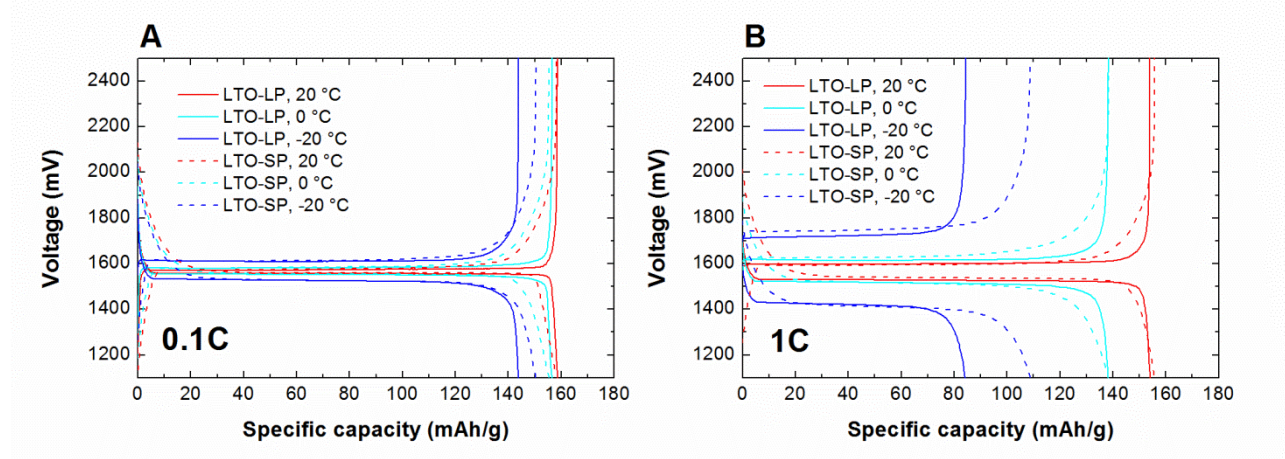 A
2400
2200
2000
1800
1600
1400
1200
Voltage (mV)
LTO-LP, 20 °C
LTO-LP, 0 °C
LTO-LP, -20 °C
LTO-SP, 20 °C
LTO-SP, 0 °C
LTO-SP, -20 °C
0.1C
0 20 40 60 80 100 120 140 160 180
Specific capacity (mAh/g)
B
2400
2200
2000
1800
1600
1400
1200
Voltage (mV)
LTO-LP, 20 °C
LTO-LP, 0 °C
LTO-LP, -20 °C
LTO-SP, 20 °C
LTO-SP, 0 °C
LTO-SP, -20 °C
1C
0 20 40 60 80 100 120 140 160 180
Specific capacity (mAh/g)